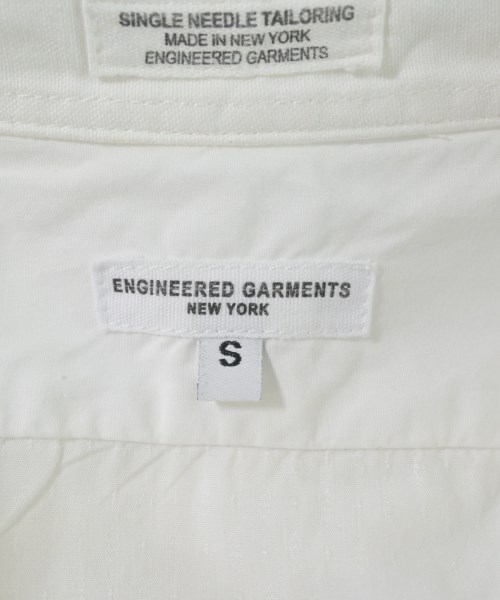 SINGLE NEEDLE TAILORING
MADE IN NEW YORK
ENGINEERED GARMENTS
ENGINEERED GARMENTS
NEW YORK
S